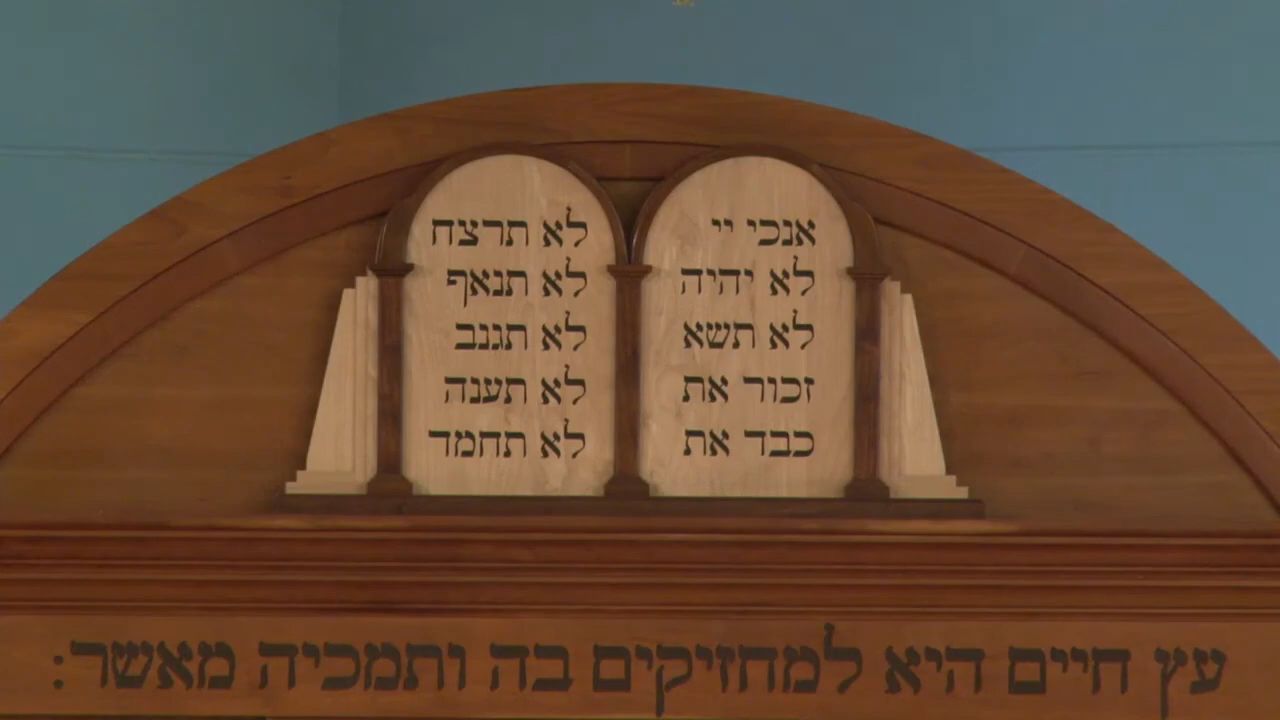 אנכי יי
לא יהיה
לא תשא
זכור את
כבד את
לא תרצח
לא תנאף
לא תגנב
לא תענה
לא תחמד
עץ חיים היא למחזיקים בה ותמכיה מאשר: